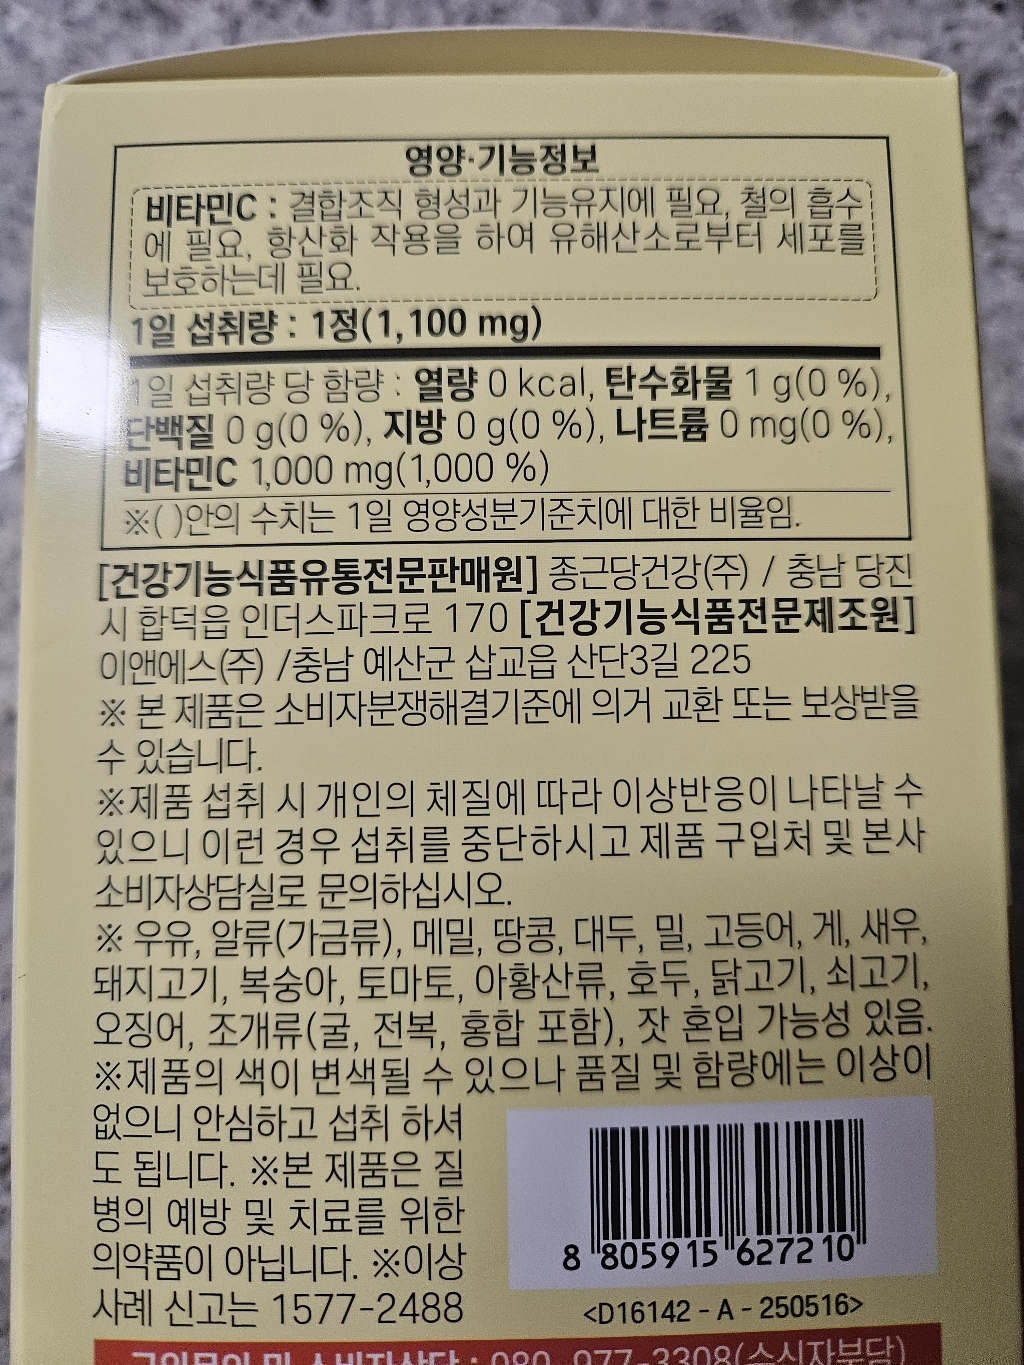 영양·기능정보
비타민C : 결합조직 형성과 기능유지에 필요, 철의 흡수
에 필요, 항산화 작용을 하여 유해산소로부터 세포를
보호하는데 필요.
1일 섭취량 : 1정(1,100 mg)
1일 섭취량 당 함량 : 열량 0 kcal, 탄수화물 1 g(0 %),
단백질 0 g(0 %), 지방 0 g(0 %), 나트륨 0 mg(0 %),
비타민C 1,000 mg(1,000 %)
※( )안의 수치는 1일 영양성분기준치에 대한 비율임.
[건강기능식품유통전문판매원] 종근당건강(주) / 충남 당진
시 합덕읍 인더스파크로 170 [건강기능식품전문제조원]
이앤에스(주) /충남 예산군 삽교읍 산단3길 225
※ 본 제품은 소비자분쟁해결기준에 의거 교환 또는 보상받을
수 있습니다.
※제품 섭취 시 개인의 체질에 따라 이상반응이 나타날 수
있으니 이런 경우 섭취를 중단하시고 제품 구입처 및 본사
소비자상담실로 문의하십시오.
※ 우유, 알류(가금류), 메밀, 땅콩, 대두, 밀, 고등어, 게, 새우,
돼지고기, 복숭아, 토마토, 아황산류, 호두, 닭고기, 쇠고기,
오징어, 조개류(굴, 전복, 홍합 포함), 잣 혼입 가능성 있음.
※제품의 색이 변색될 수 있으나 품질 및 함량에는 이상이
없으니 안심하고 섭취 하셔
도 됩니다. ※본 제품은 질
병의 예방 및 치료를 위한
의약품이 아닙니다. ※이상
사례 신고는 1577-2488
8 805915 627210
<D16142 - A - 250516>
구입문의 및 소비자상담 : 080-977-3308(수신자부담)